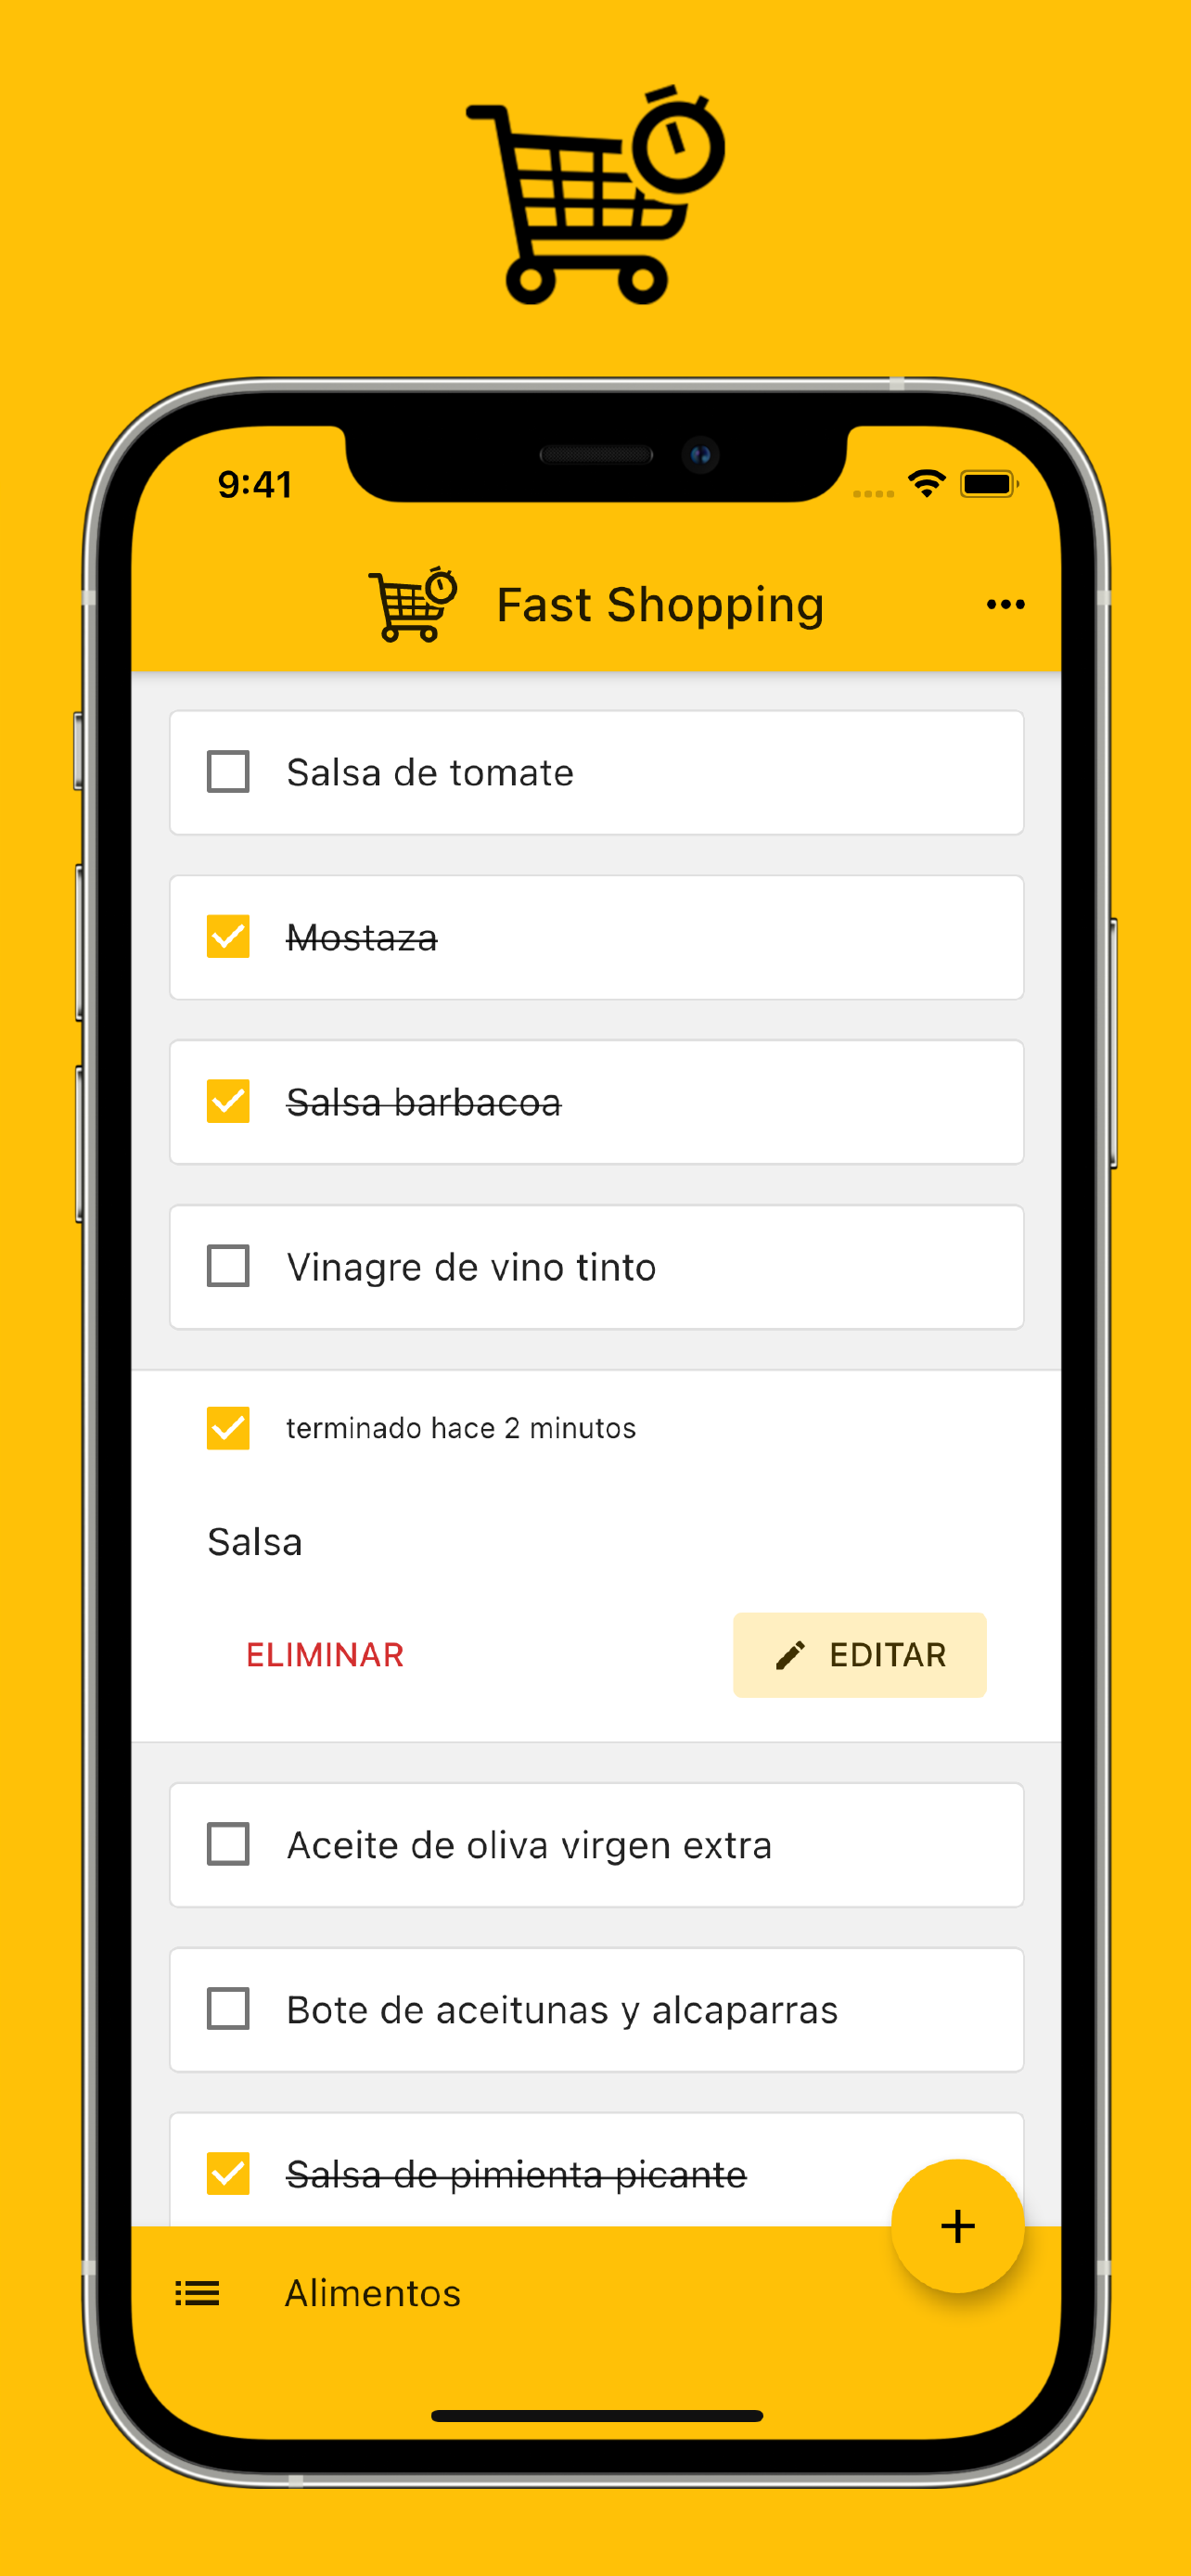 9:41
Fast Shopping
Salsa de tomate
Mostaza
Salsa barbacoa
Vinagre de vino tinto
terminado hace 2 minutos
Salsa
ELIMINAR
EDITAR
Aceite de oliva virgen extra
Bote de aceitunas y alcaparras
Salsa de pimienta picante
Alimentos